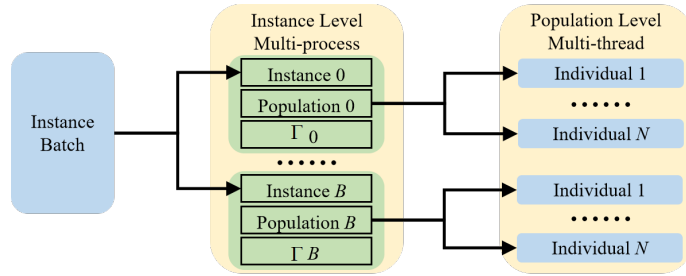 Instance Batch
Instance Level
Multi-process
Instance 0
Population 0
Γ 0
······
Instance B
Population B
Γ B
Population Level
Multi-thread
Individual 1
······
Individual N
Individual 1
······
Individual N